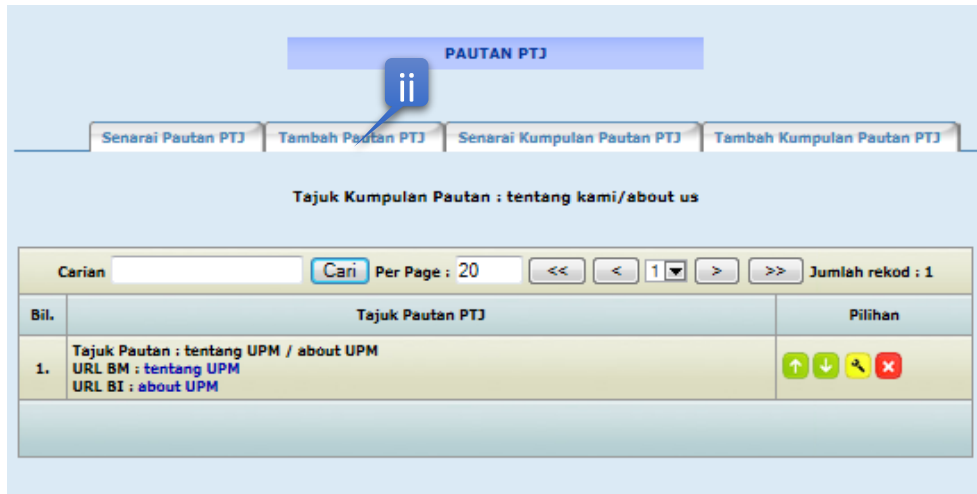 PAUTAN PTJ
ii
Senarai Pautan PTJ Tambah Pautan PTJ Senarai Kumpulan Pautan PTJ Tambah Kumpulan Pautan PTJ
Tajuk Kumpulan Pautan : tentang kami/about us
Carian Cari Per Page : 20 << < 1 > >> Jumlah rekod : 1
Bil. Tajuk Pautan PTJ Pilihan
1. Tajuk Pautan : tentang UPM / about UPM
URL BM : tentang UPM
URL BI : about UPM